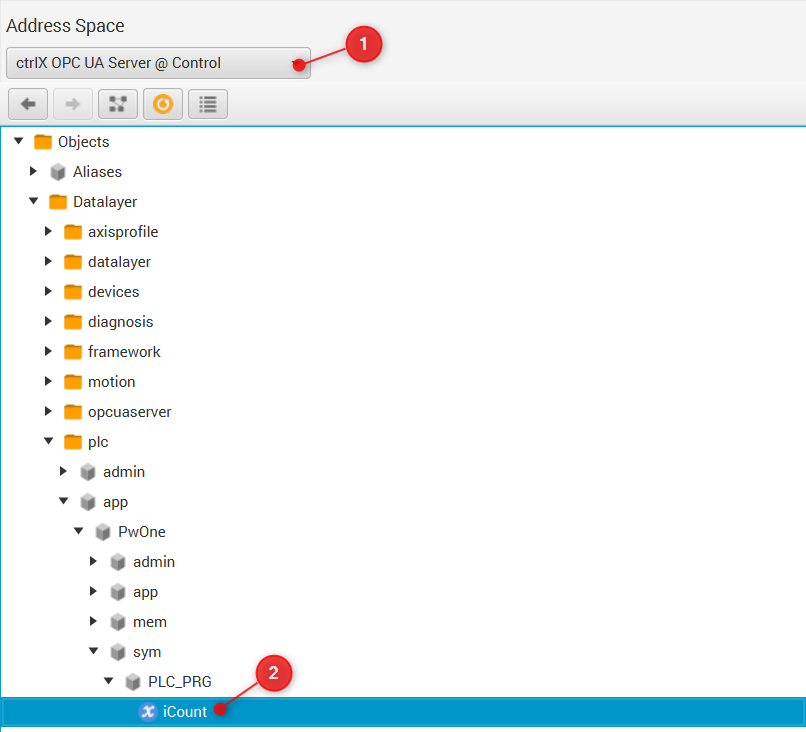 Address Space
1
ctrlX OPC UA Server @ Control
Objects
Aliases
Datalayer
axisprofile
datalayer
devices
diagnosis
framework
motion
opcuaserver
plc
admin
app
PwOne
admin
app
mem
sym
PLC_PRG
2
iCount